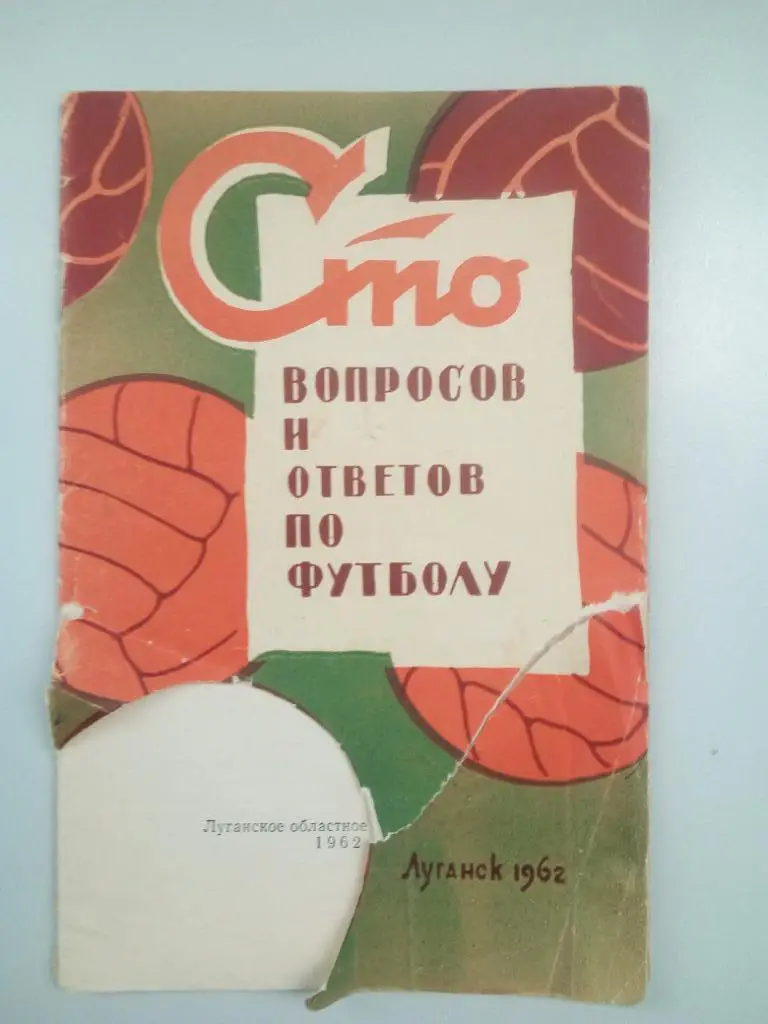 Сто
ВОПРОСОВ
И
ОТВЕТОВ
ПО
ФУТБОЛУ
Луганское областное
1962
Луганск 1962